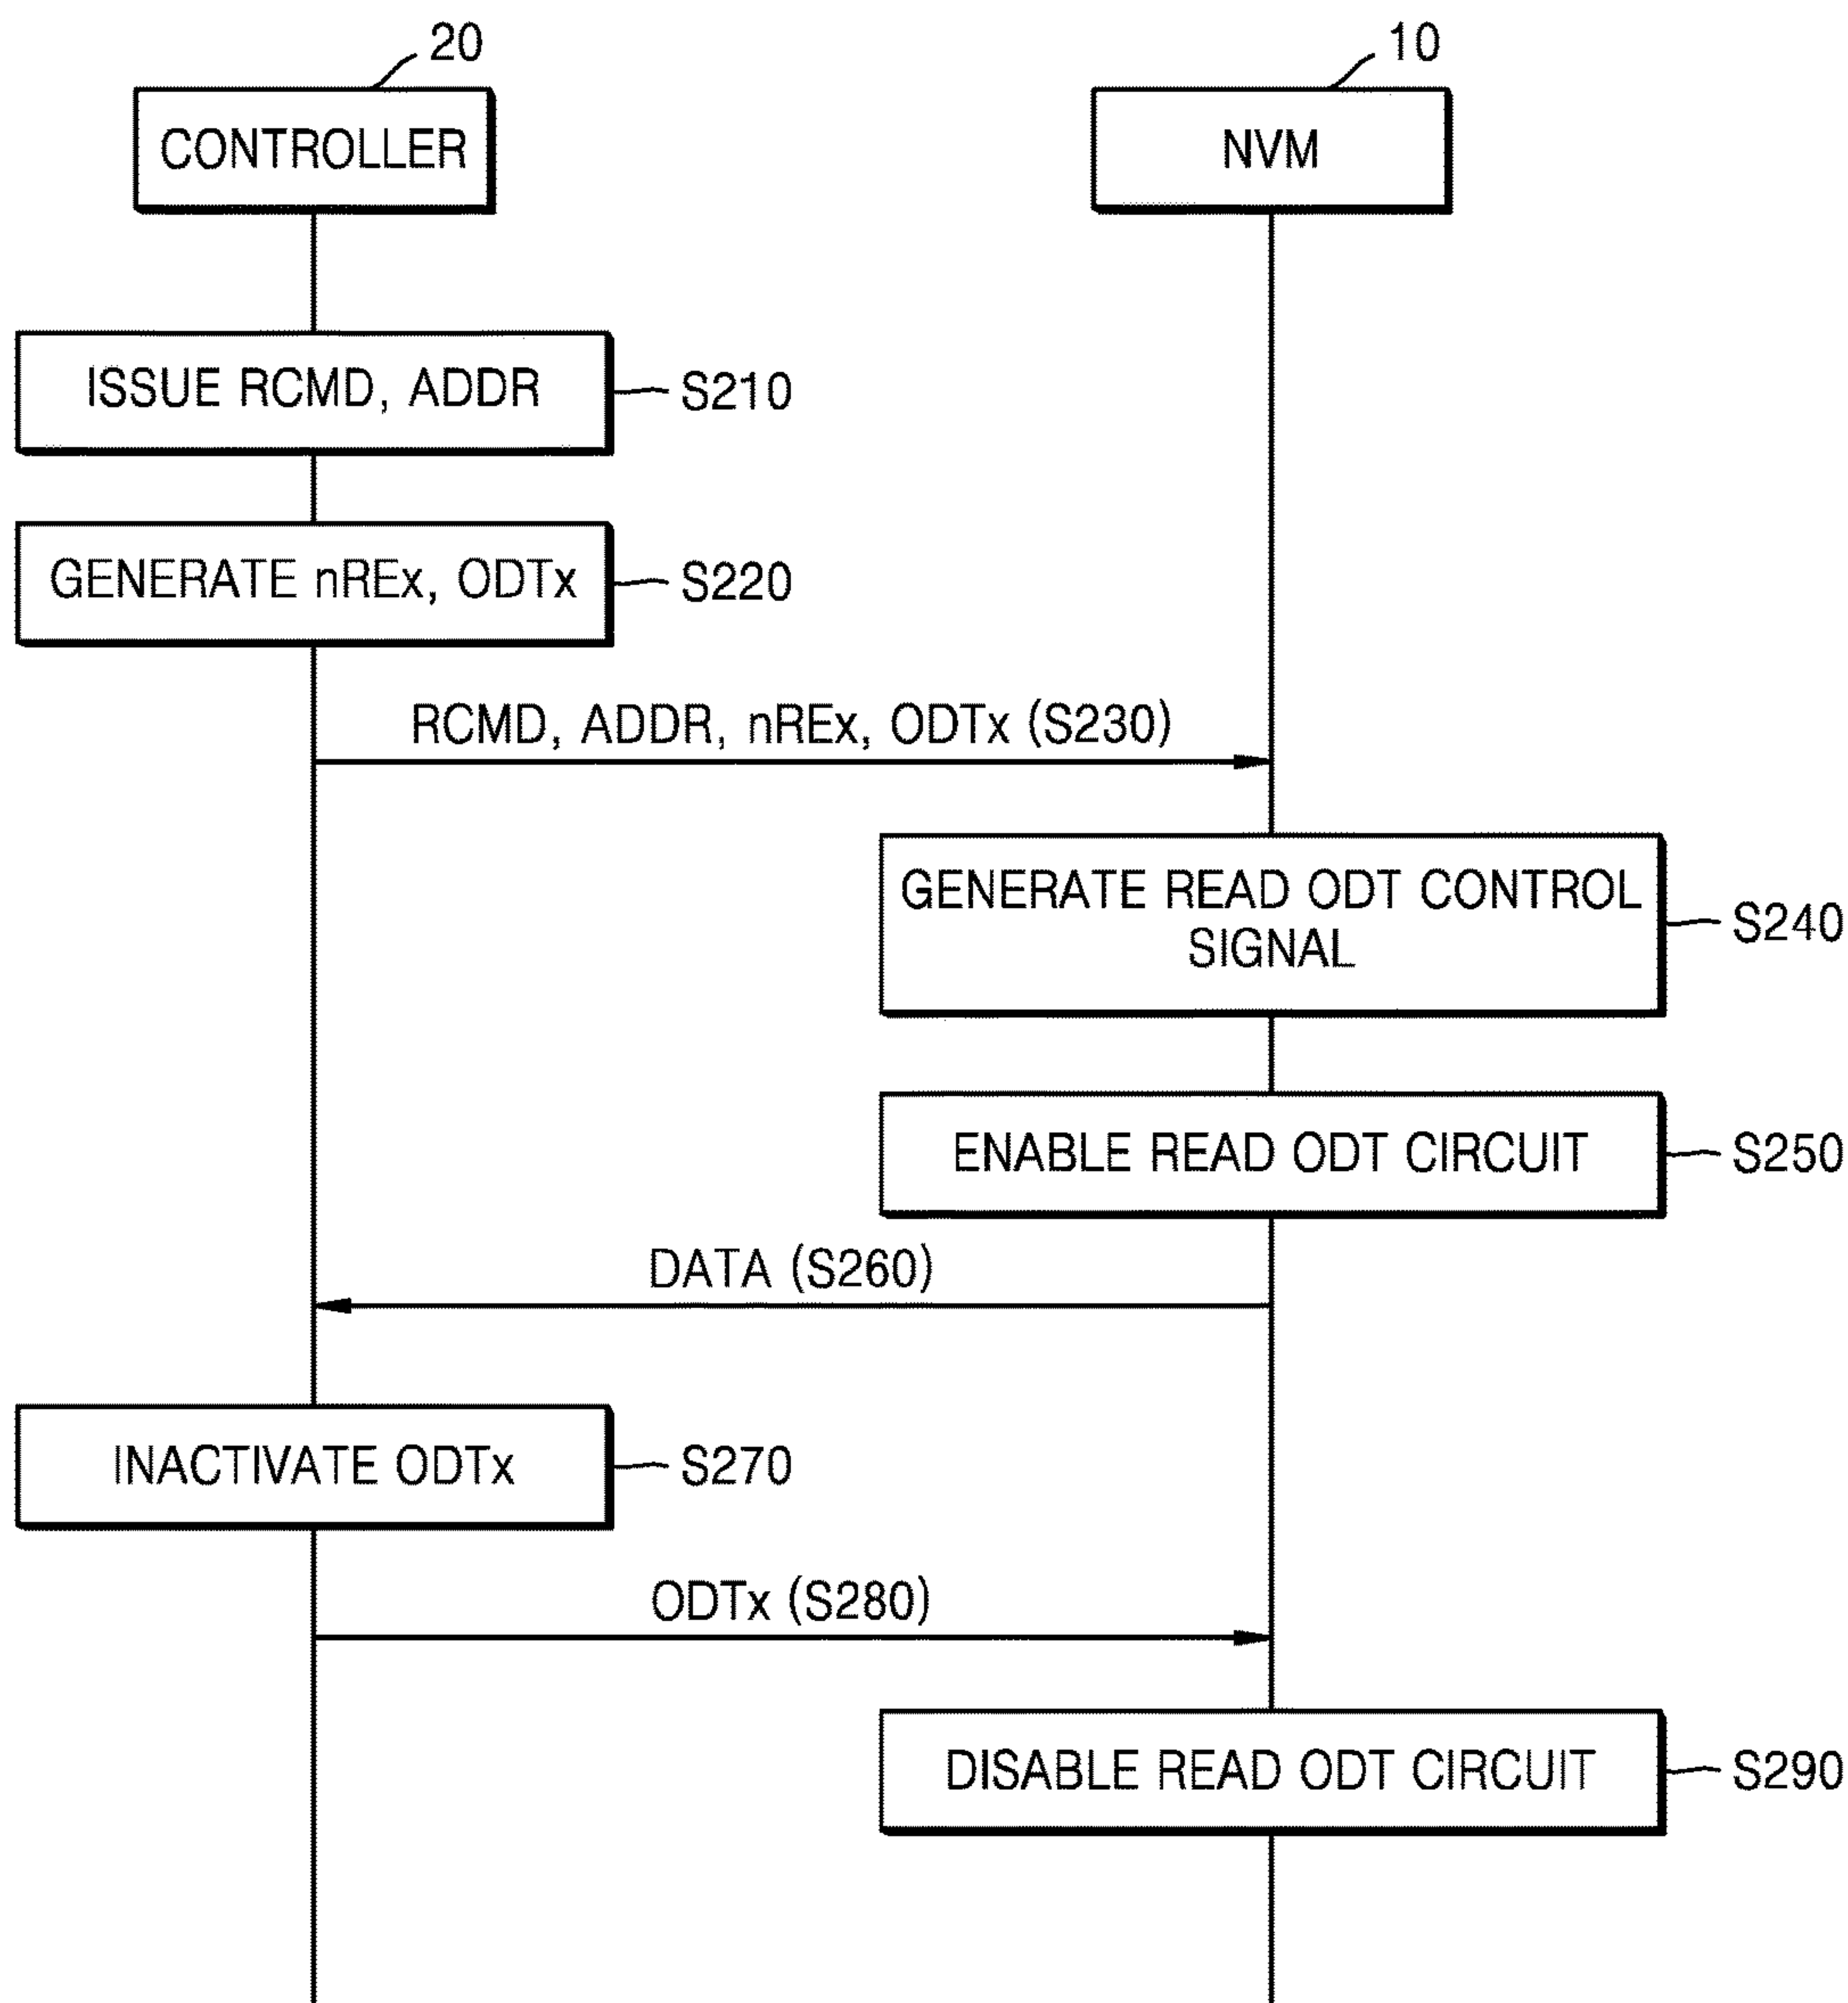 20
10
CONTROLLER
NVM
ISSUE RCMD, ADDR
S210
GENERATE nREx, ODTx
S220
RCMD, ADDR, nREx, ODTx (S230)
GENERATE READ ODT CONTROL
SIGNAL
S240
ENABLE READ ODT CIRCUIT
S250
DATA (S260)
INACTIVATE ODTx
S270
ODTx (S280)
DISABLE READ ODT CIRCUIT
S290